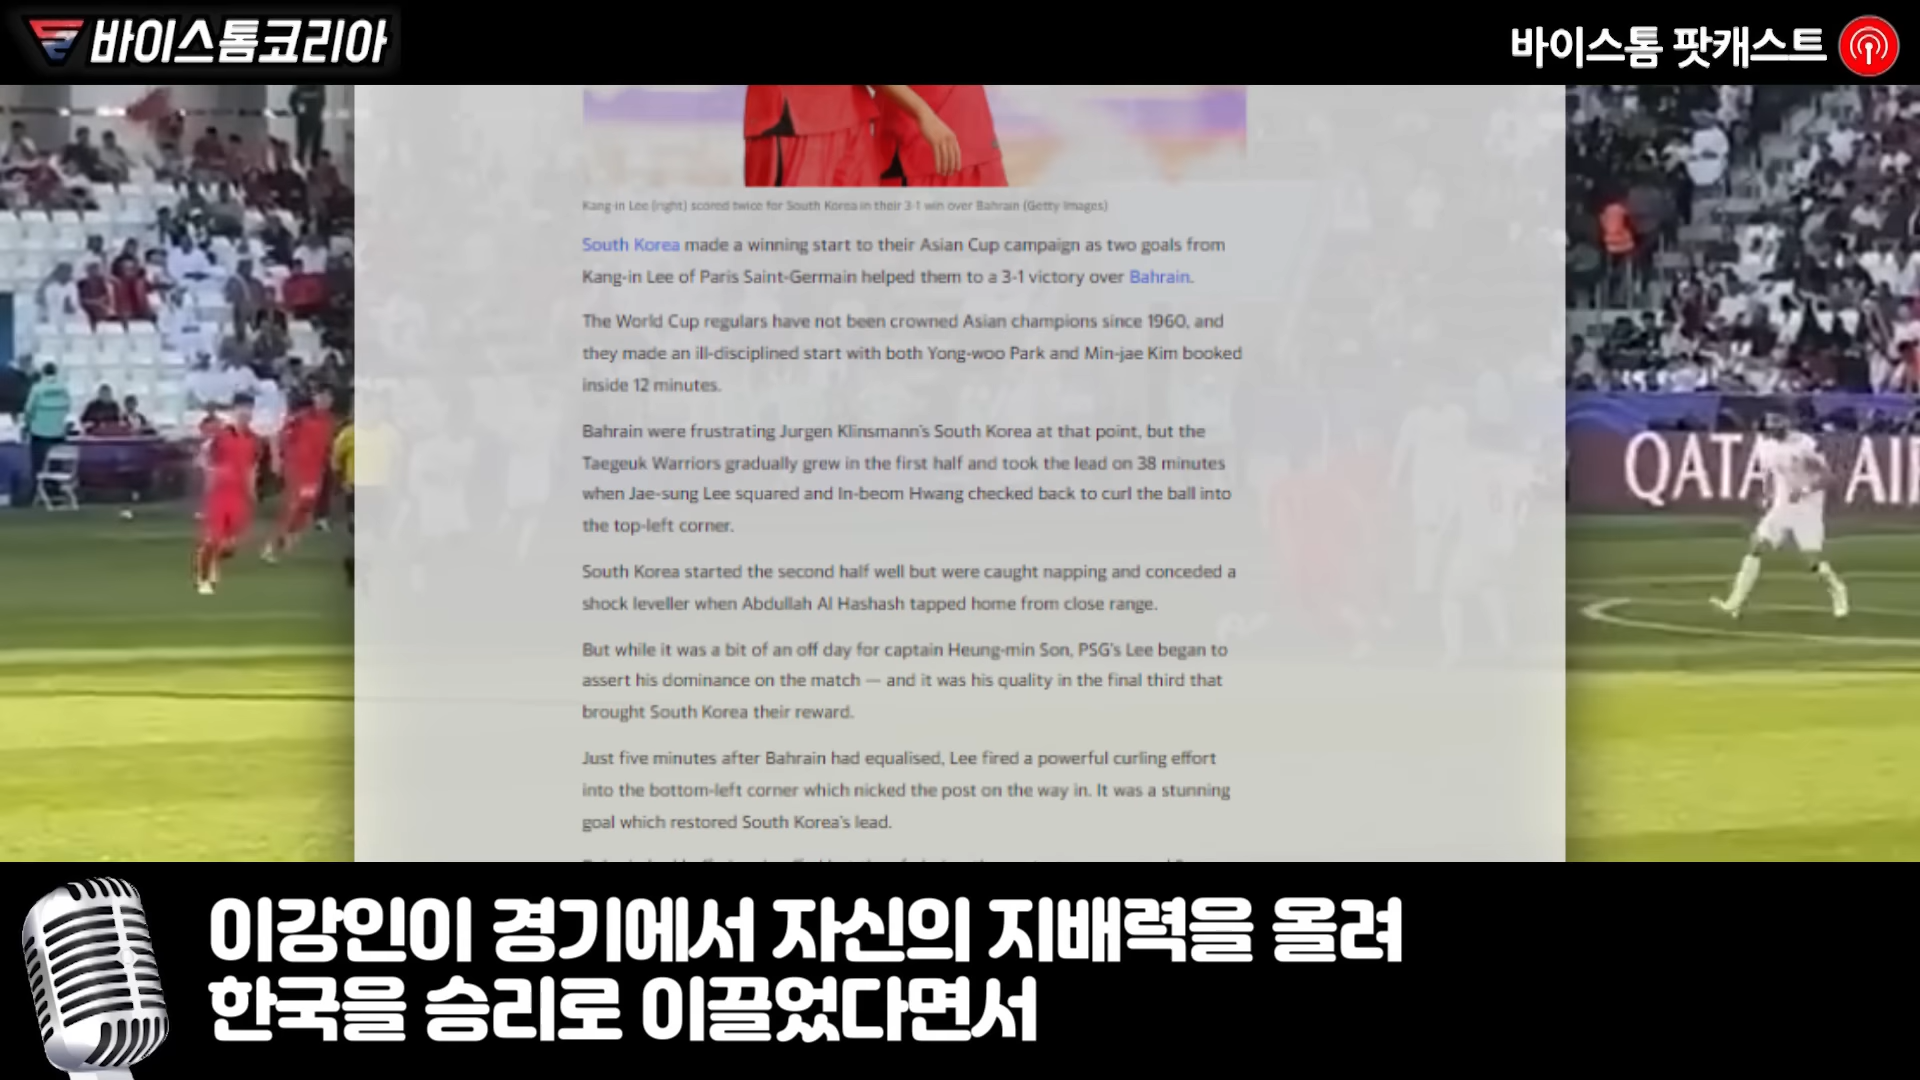 바이스톰코리아
바이스톰 팟캐스트
Kang-in Lee (right) scored twice for South Korea in their 3-1 win over Bahrain (Getty Images)
South Korea made a winning start to their Asian Cup campaign as two goals from
Kang-in Lee of Paris Saint-Germain helped them to a 3-1 victory over Bahrain.
The World Cup regulars have not been crowned Asian champions since 1960, and
they made an ill-disciplined start with both Yong-woo Park and Min-jae Kim booked
inside 12 minutes.
Bahrain were frustrating Jurgen Klinsmann's South Korea at that point, but the
Taegeuk Warriors gradually grew in the first half and took the lead on 38 minutes
when Jae-sung Lee squared and In-beom Hwang checked back to curl the ball into
the top-left corner.
South Korea started the second half well but were caught napping and conceded a
shock leveller when Abdullah Al Hashash tapped home from close range.
But while it was a bit of an off day for captain Heung-min Son, PSG's Lee began to
assert his dominance on the match — and it was his quality in the final third that
brought South Korea their reward.
Just five minutes after Bahrain had equalised, Lee fired a powerful curling effort
into the bottom-left corner which nicked the post on the way in. It was a stunning
goal which restored South Korea's lead.
QATA AI
이강인이 경기에서 자신의 지배력을 올려
한국을 승리로 이끌었다면서